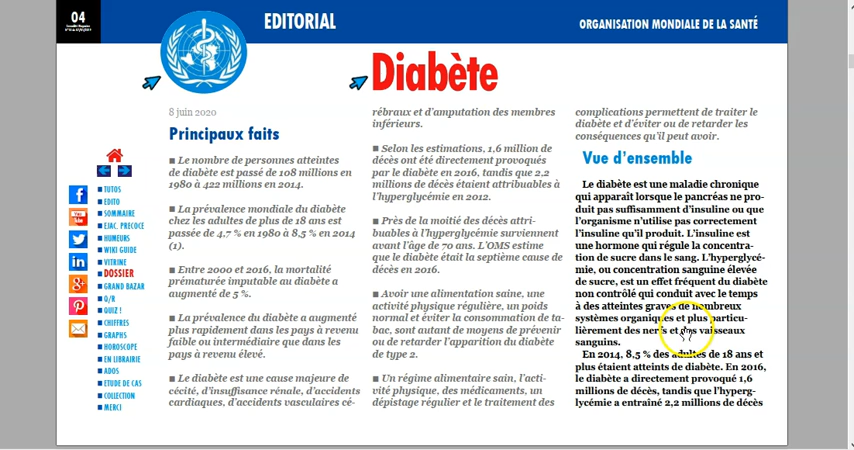 04
EDITORIAL
ORGANISATION MONDIALE DE LA SANTÉ
Diabète
TUTOS
EDITO
SOMMAIRE
EJAC. PRECOCE
HUMEURS
WIKI GUIDE
VITRINE
DOSSIER
GRAND BAZAR
Q/R
QUIZ !
CHIFFRES
GRAPHS
HOROSCOPE
EN LIBRAIRIE
ADOS
ETUDE DE CAS
COLLECTION
MERCI
8 juin 2020
Principaux faits
■ Le nombre de personnes atteintes
de diabète est passé de 108 millions en
1980 à 422 millions en 2014.
■ La prévalence mondiale du diabète
chez les adultes de plus de 18 ans est
passée de 4.7 % en 1980 à 8,5 % en 2014
(1).
■ Entre 2000 et 2016, la mortalité
prématurée imputable au diabète a
augmenté de 5 %.
■ La prévalence du diabète a augmenté
plus rapidement dans les pays à revenu
faible ou intermédiaire que dans les
pays à revenu élevé.
■ Le diabète est une cause majeure de
cécité, d'insuffisance rénale, d'accidents
cardiaques, d'accidents vasculaires cé-
rébraux et d'amputation des membres
inférieurs.
■ Selon les estimations, 1,6 million de
décès ont été directement provoqués
par le diabète en 2016, tandis que 2,2
millions de décès étaient attribuables à
l'hyperglycémie en 2012.
■ Près de la moitié des décès attri-
buables à l'hyperglycémie surviennent
avant l'âge de 70 ans. L'OMS estime
que le diabète était la septième cause de
décès en 2016.
■ Avoir une alimentation saine, une
activité physique régulière, un poids
normal et éviter la consommation de ta-
bac, sont autant de moyens de prévenir
ou de retarder l'apparition du diabète
de type 2.
■ Un régime alimentaire sain, l'acti-
vité physique, des médicaments, un
dépistage régulier et le traitement des
complications permettent de traiter le
diabète et d'éviter ou de retarder les
conséquences qu'il peut avoir.
Vue d'ensemble
Le diabète est une maladie chronique
qui apparaît lorsque le pancréas ne pro-
duit pas suffisamment d'insuline ou que
l'organisme n'utilise pas correctement
l'insuline qu'il produit. L'insuline est
une hormone qui régule la concentra-
tion de sucre dans le sang. L'hyperglycé-
mie, ou concentration sanguine élevée
de sucre, est un effet fréquent du diabète
non contrôlé qui conduit avec le temps
à des atteintes graves de nombreux
systèmes organiques et plus particu-
lièrement des nerfs et des vaisseaux
sanguins.
En 2014, 8,5 % des adultes de 18 ans et
plus étaient atteints de diabète. En 2016,
le diabète a directement provoqué 1,6
millions de décès, tandis que l'hyperg-
lycémie a entraîné 2,2 millions de décès